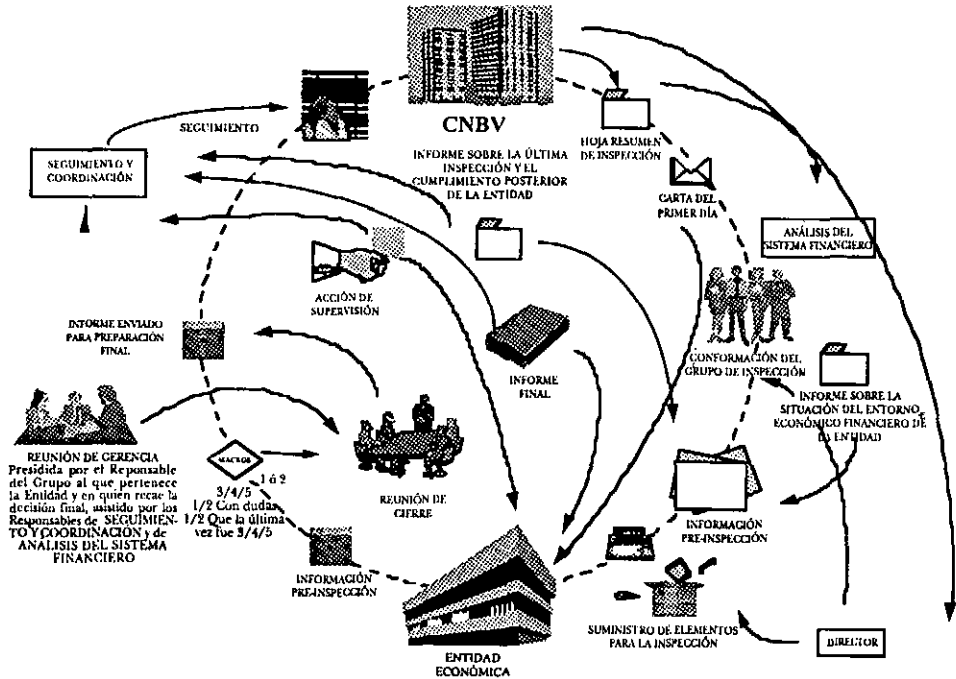 CNBV
SEGUIMIENTO
SEGUIMIENTO Y
COORDINACIÓN
INFORME SOBRE LA ÚLTIMA
INSPECCIÓN Y EL
CUMPLIMIENTO POSTERIOR
DE LA ENTIDAD
HOJA RESUMEN
DE INSPECCIÓN
CARTA DEL
PRIMER DÍA
ANÁLISIS DEL
SISTEMA FINANCIERO
ACCIÓN DE
SUPERVISIÓN
INFORME ENVIADO
PARA PREPARACIÓN
FINAL
INFORME
FINAL
CONFORMACIÓN DEL
GRUPO DE INSPECCIÓN
INFORME SOBRE LA
SITUACIÓN DEL ENTORNO
ECONÓMICO FINANCIERO DE
LA ENTIDAD
REUNIÓN DE GERENCIA
Presidida por el Reponsable
del Grupo al que pertenece
la Entidad y en quién recae la
decisión final, asistido por los
Responsables de SEGUIMIEN-
TO Y COORDINACIÓN y de
ANÁLISIS DEL SISTEMA
FINANCIERO
MACROS
1 ó 2
3/4/5
1/2 Con dudas
1/2 Que la última
vez fue 3/4/5
REUNIÓN DE
CIERRE
INFORMACIÓN
PRE-INSPECCIÓN
INFORMACIÓN
PRE-INSPECCIÓN
SUMINISTRO DE ELEMENTOS
PARA LA INSPECCIÓN
DIRECTOR
ENTIDAD
ECONÓMICA